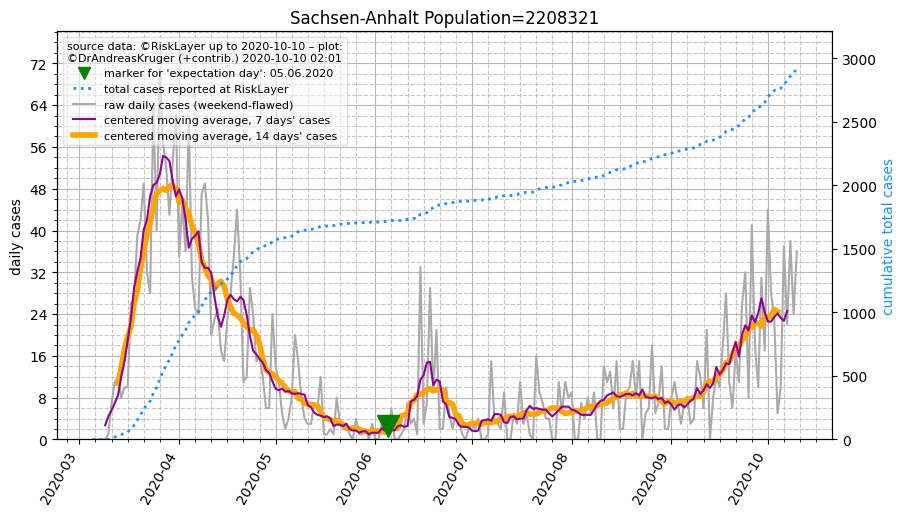 Sachsen-Anhalt Population=2208321
source data: ©RiskLayer up to 2020-10-10 – plot:
©DrAndreasKruger (+contrib.) 2020-10-10 02:01
marker for 'expectation day': 05.06.2020
total cases reported at RiskLayer
raw daily cases (weekend-flawed)
centered moving average, 7 days' cases
centered moving average, 14 days' cases
daily cases
72
64
56
48
40
32
24
16
8
0
3000
2500
2000
1500
1000
500
0
cumulative total cases
2020-03
2020-04
2020-05
2020-06
2020-07
2020-08
2020-09
2020-10